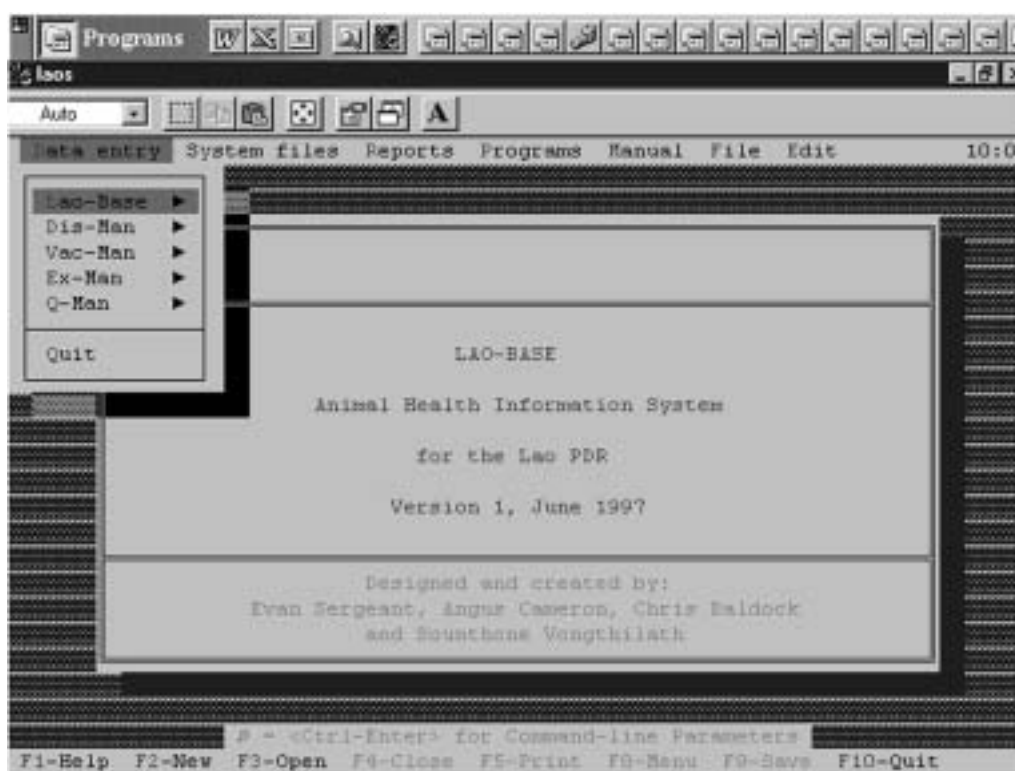 Programs
laos
Auto
A
Data entry System files Reports Programs Manual File Edit 10:0
Lao-Base
Dis-Man
Vac-Man
Ex-Man
Q-Man
Quit
LAO-BASE
Animal Health Information System
for the Lao PDR
Version 1, June 1997
Designed and created by:
Evan Sergeant, Angus Cameron, Chris Baldock
and Sounthone Vongthilath
= <Ctrl-Enter> for Command-line Parameters
F1-Help F2-New F3-Open F4-Close F5-Print F8-Menu F9-Save F10-Quit